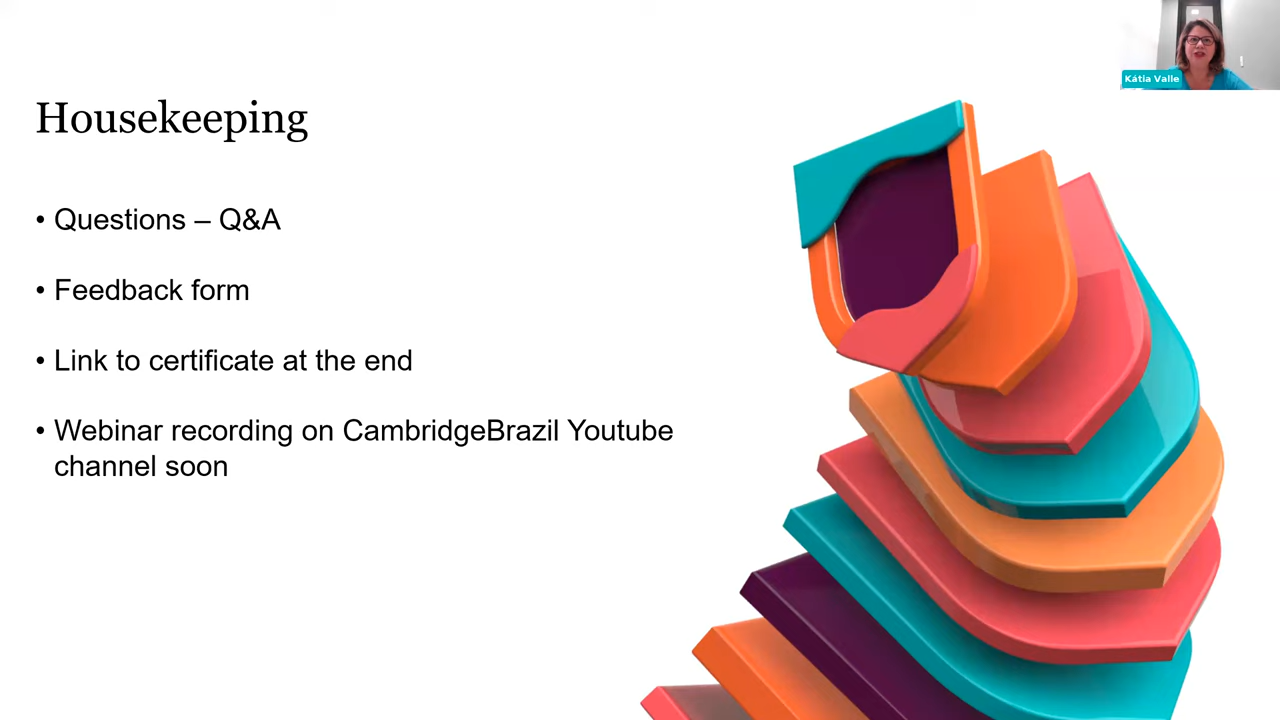 Kátia Valle
Housekeeping
• Questions – Q&A
• Feedback form
• Link to certificate at the end
• Webinar recording on CambridgeBrazil Youtube
channel soon